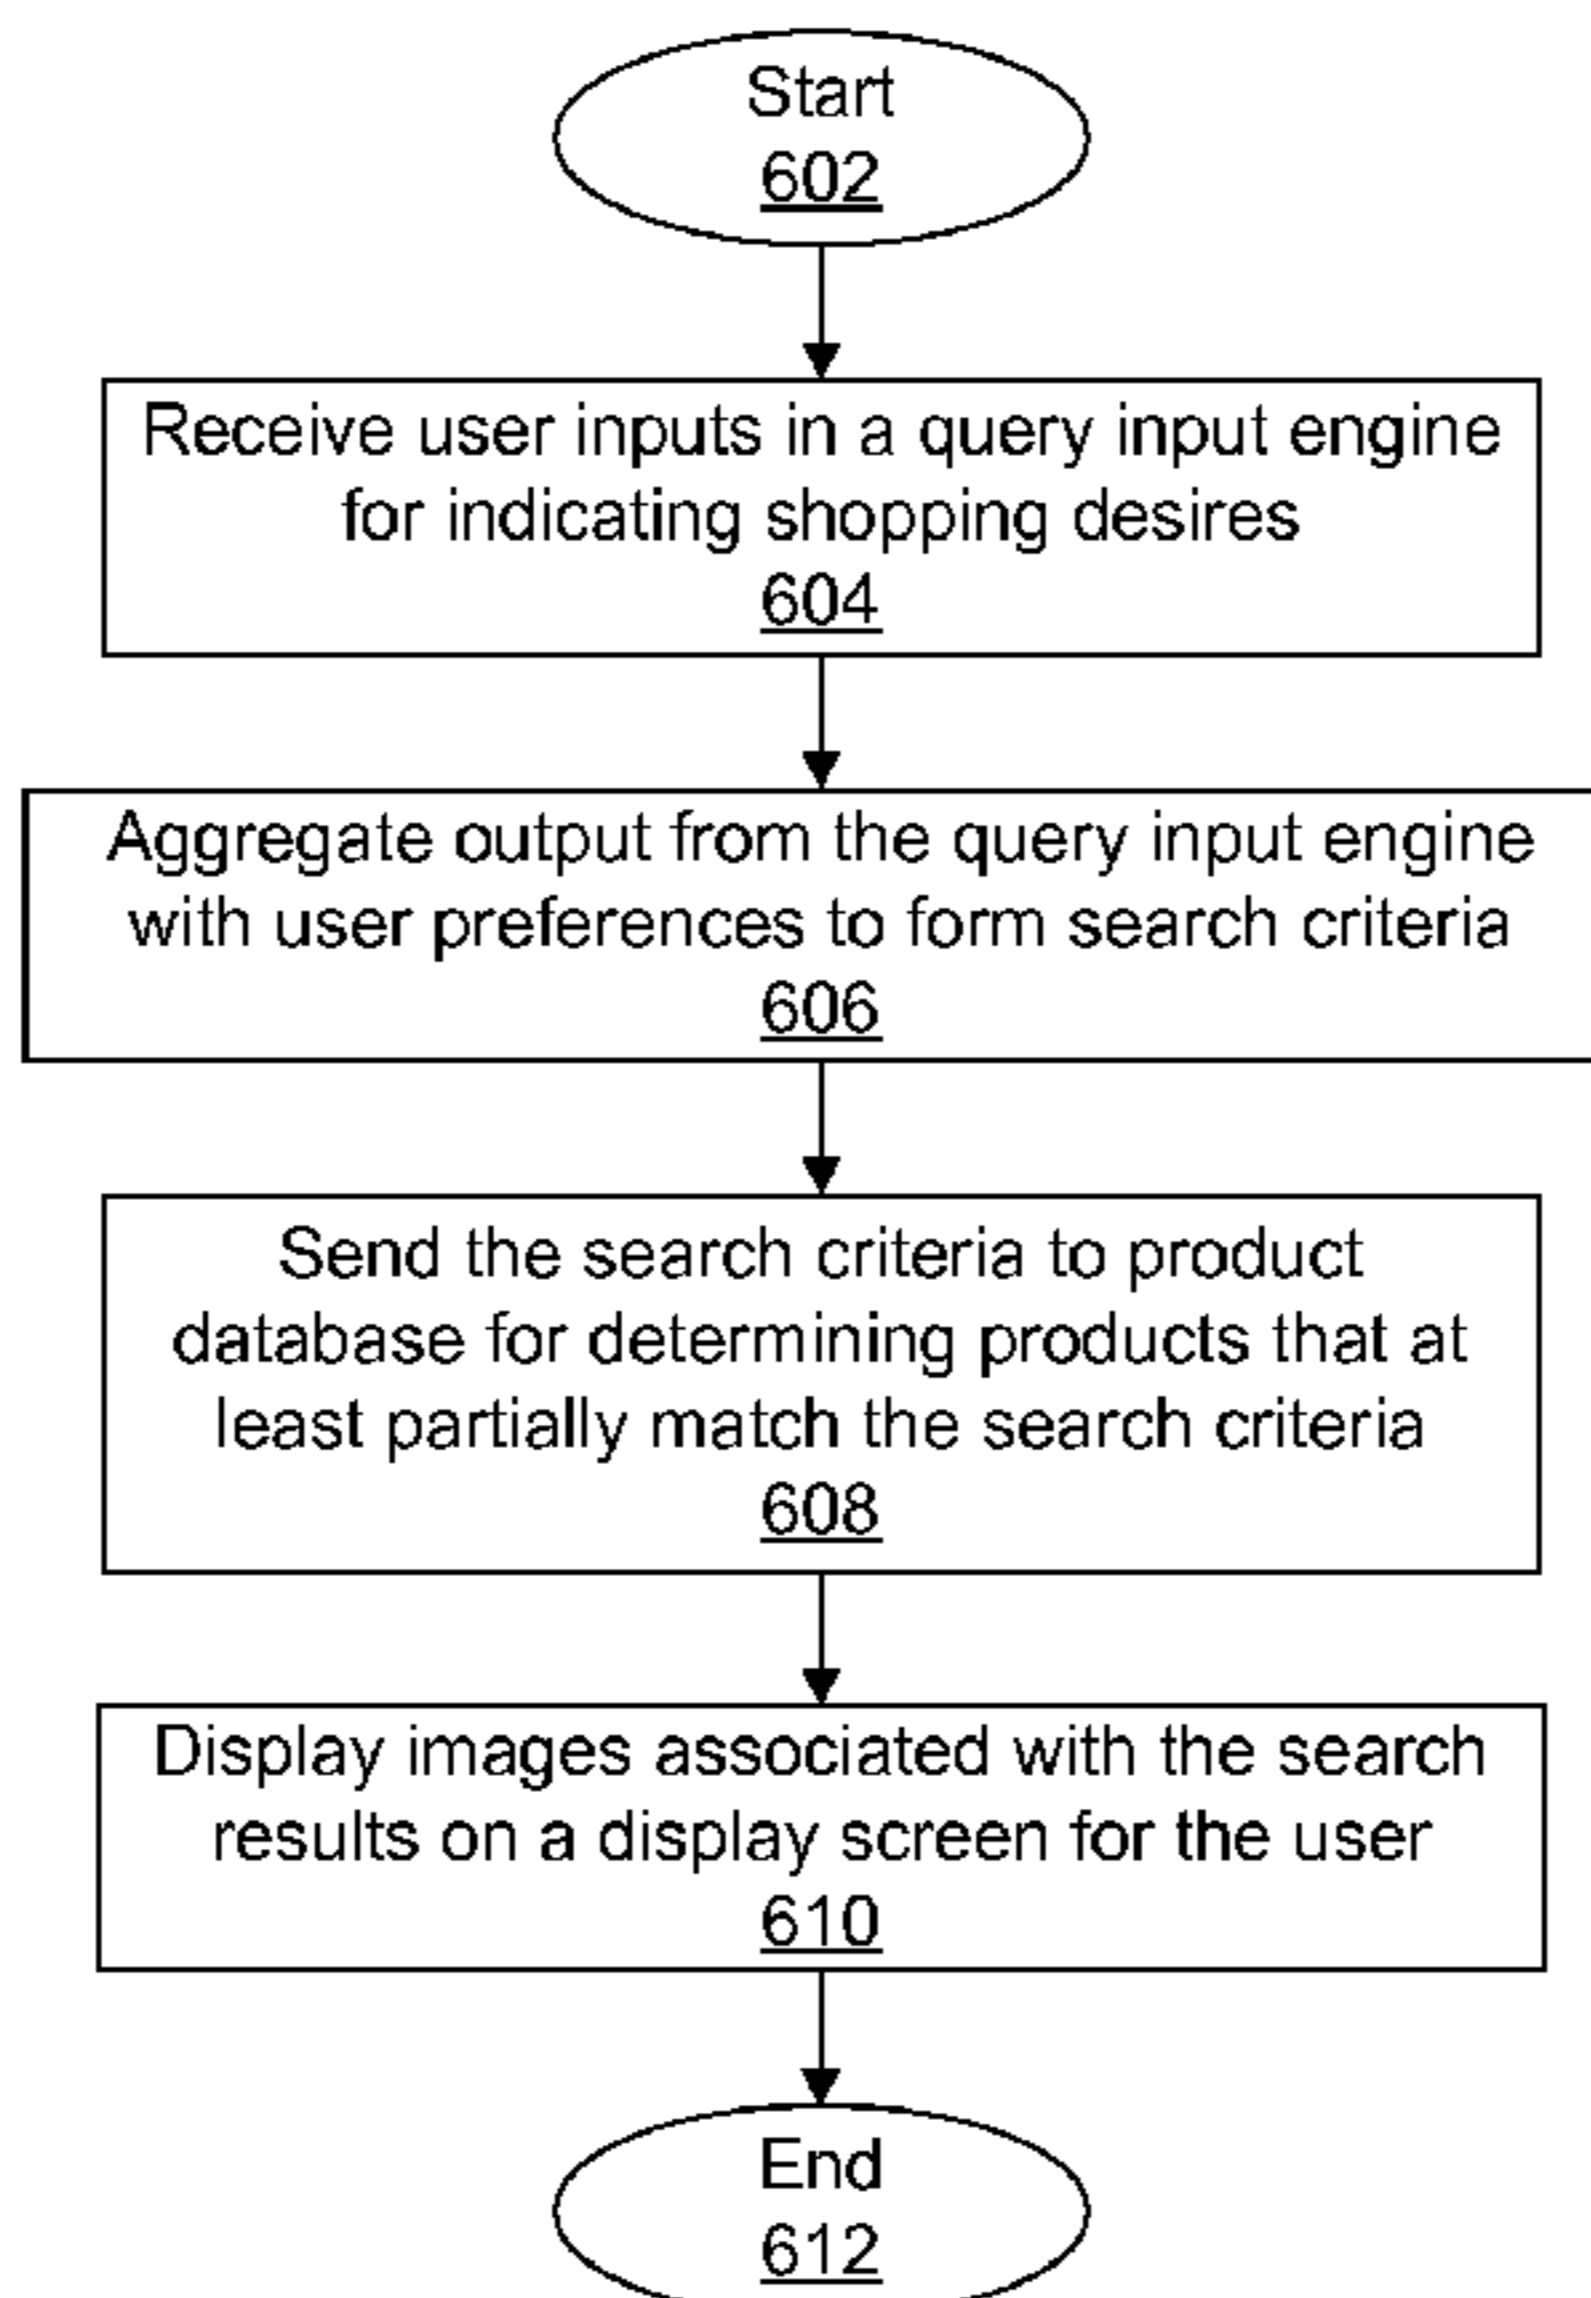 Start
602
Receive user inputs in a query input engine
for indicating shopping desires
604
Aggregate output from the query input engine
with user preferences to form search criteria
606
Send the search criteria to product
database for determining products that at
least partially match the search criteria
608
Display images associated with the search
results on a display screen for the user
610
End
612